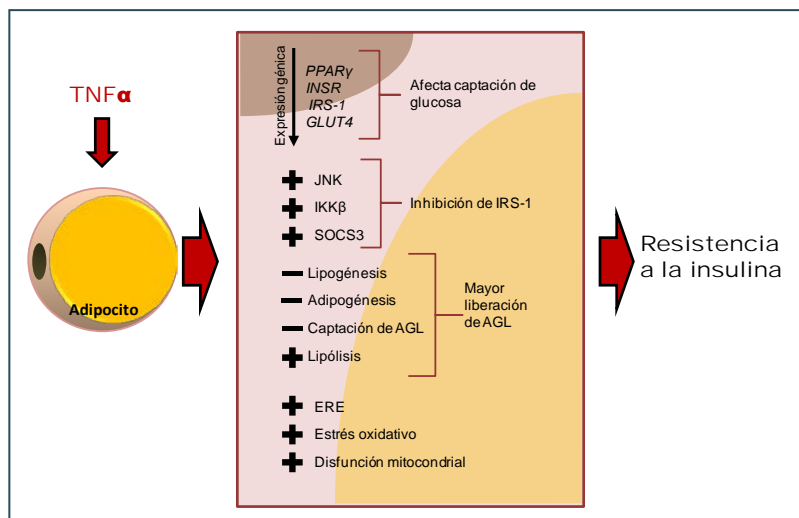 TNFα
Adipocito
Expresión génica
PPARγ
INSR
IRS-1
GLUT4
Afecta captación de
glucosa
JNK
IKKβ
SOCS3
Inhibición de IRS-1
Lipogénesis
Adipogénesis
Captación de AGL
Lipólisis
Mayor
liberación
de AGL
ERE
Estrés oxidativo
Disfunción mitocondrial
Resistencia
a la insulina